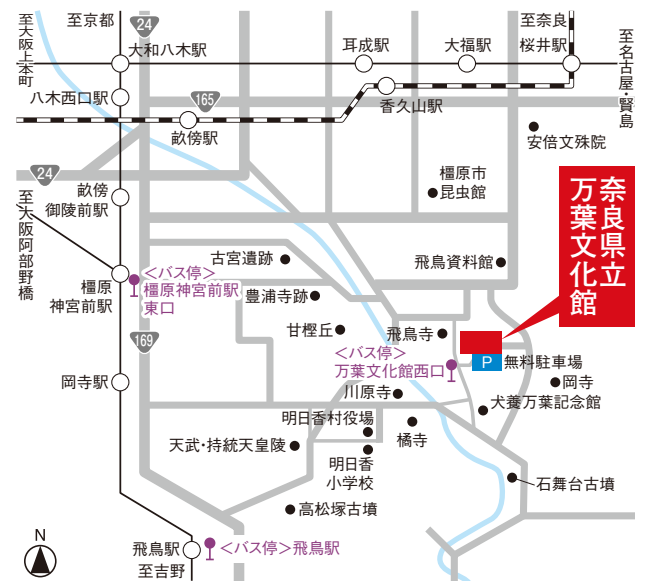 至大阪上本町
至京都
24
大和八木駅
耳成駅
大福駅
至奈良
桜井駅
至名古屋・賢島
八木西口駅
165
香久山駅
畝傍駅
安倍文殊院
24
橿原市
昆虫館
畝傍
御陵前駅
奈良県立
万葉文化館
至大阪阿部野橋
古宮遺跡
飛鳥資料館
橿原
神宮前駅
<バス停>
橿原神宮前駅
東口
豊浦寺跡
甘樫丘
飛鳥寺
169
<バス停>
万葉文化館西口
P
無料駐車場
岡寺駅
川原寺
岡寺
犬養万葉記念館
明日香村役場
橘寺
天武・持統天皇陵
明日香
小学校
石舞台古墳
高松塚古墳
N
飛鳥駅
<バス停>飛鳥駅
至吉野